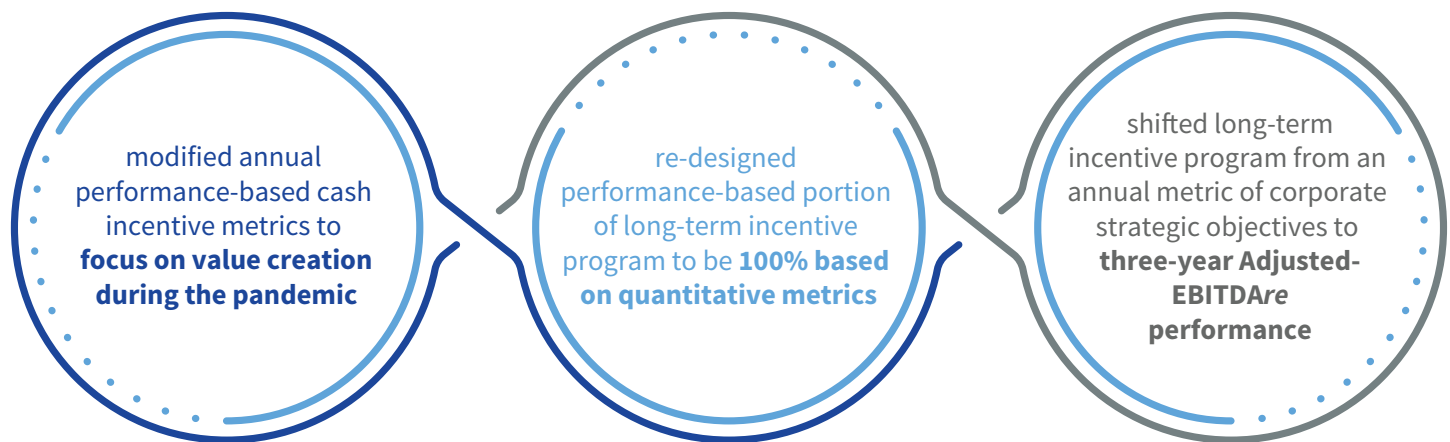 modified annual
performance-based cash
incentive metrics to
focus on value creation
during the pandemic
re-designed
performance-based portion
of long-term incentive
program to be 100% based
on quantitative metrics
shifted long-term
incentive program from an
annual metric of corporate
strategic objectives to
three-year Adjusted-
EBITDAre
performance